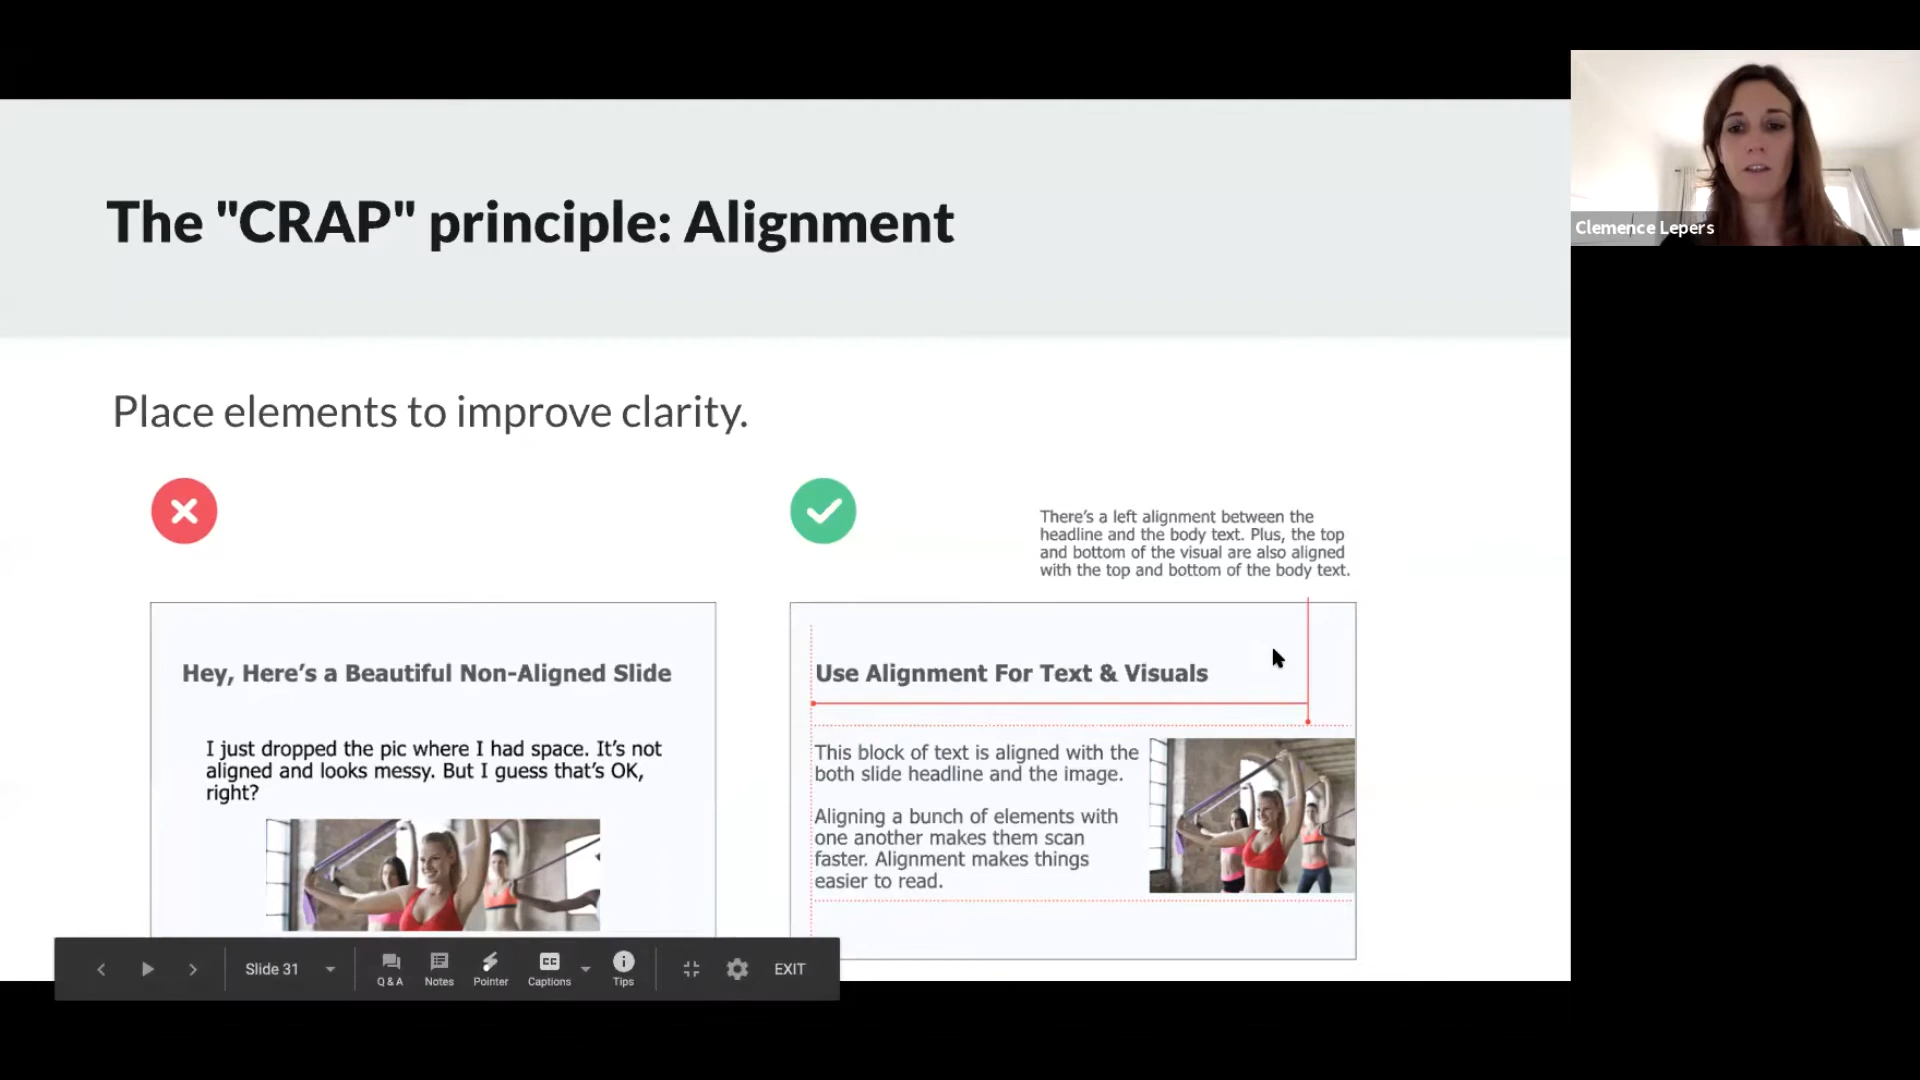 The "CRAP" principle: Alignment
Clemence Lepers
Place elements to improve clarity.
There's a left alignment between the
headline and the body text. Plus, the top
and bottom of the visual are also aligned
with the top and bottom of the body text.
Hey, Here's a Beautiful Non-Aligned Slide
I just dropped the pic where I had space. It's not
aligned and looks messy. But I guess that's OK,
right?
Use Alignment For Text & Visuals
This block of text is aligned with the
both slide headline and the image.
Aligning a bunch of elements with
one another makes them scan
faster. Alignment makes things
easier to read.
Slide 31
Q & A
Notes
Pointer
CC
Captions
Tips
EXIT